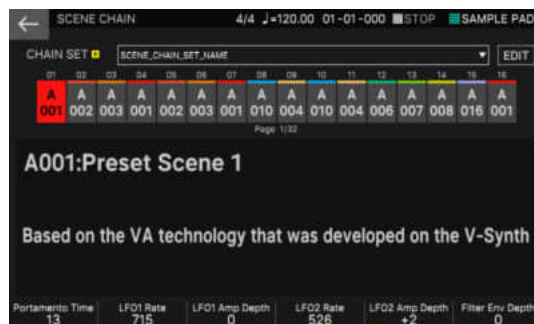 SCENE CHAIN 4/4 ♩=120.00 01-01-000 STOP SAMPLE PAD
CHAIN SET SCENE_CHAIN_SET_NAME EDIT
01 02 03 04 05 06 07 08 09 10 11 12 13 14 15 16
A A A A A A A A A A A A A A A A
001 002 003 001 002 003 001 010 004 010 004 006 007 008 016 001
Page 1/32
A001:Preset Scene 1
Based on the VA technology that was developed on the V-Synth
Portamento Time LFO1 Rate LFO1 Amp Depth LFO2 Rate LFO2 Amp Depth Filter Env Depth
13 715 0 526 +2 0